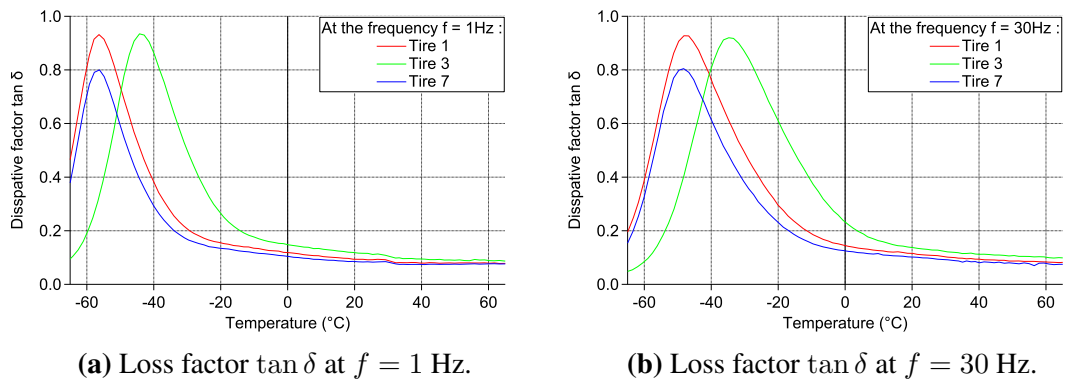 At the frequency f = 1Hz :
Tire 1
Tire 3
Tire 7
1.0
0.8
0.6
0.4
0.2
0.0
Disspative factor tan δ
-60 -40 -20 0 20 40 60
Temperature (°C)
(a) Loss factor tan δ at f = 1 Hz.
At the frequency f = 30Hz :
Tire 1
Tire 3
Tire 7
1.0
0.8
0.6
0.4
0.2
0.0
Disspative factor tan δ
-60 -40 -20 0 20 40 60
Temperature (°C)
(b) Loss factor tan δ at f = 30 Hz.